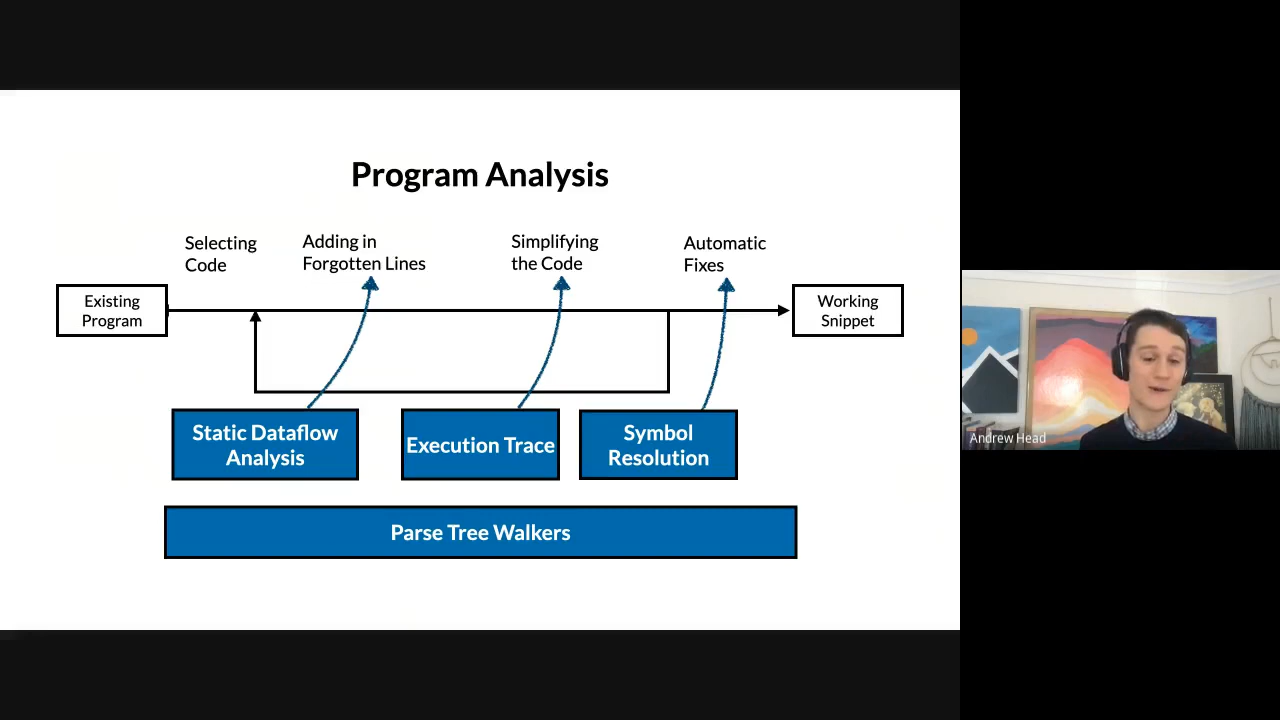 Program Analysis
Selecting
Code
Adding in
Forgotten Lines
Simplifying
the Code
Automatic
Fixes
Existing
Program
Working
Snippet
Static Dataflow
Analysis
Execution Trace
Symbol
Resolution
Parse Tree Walkers
Andrew Head